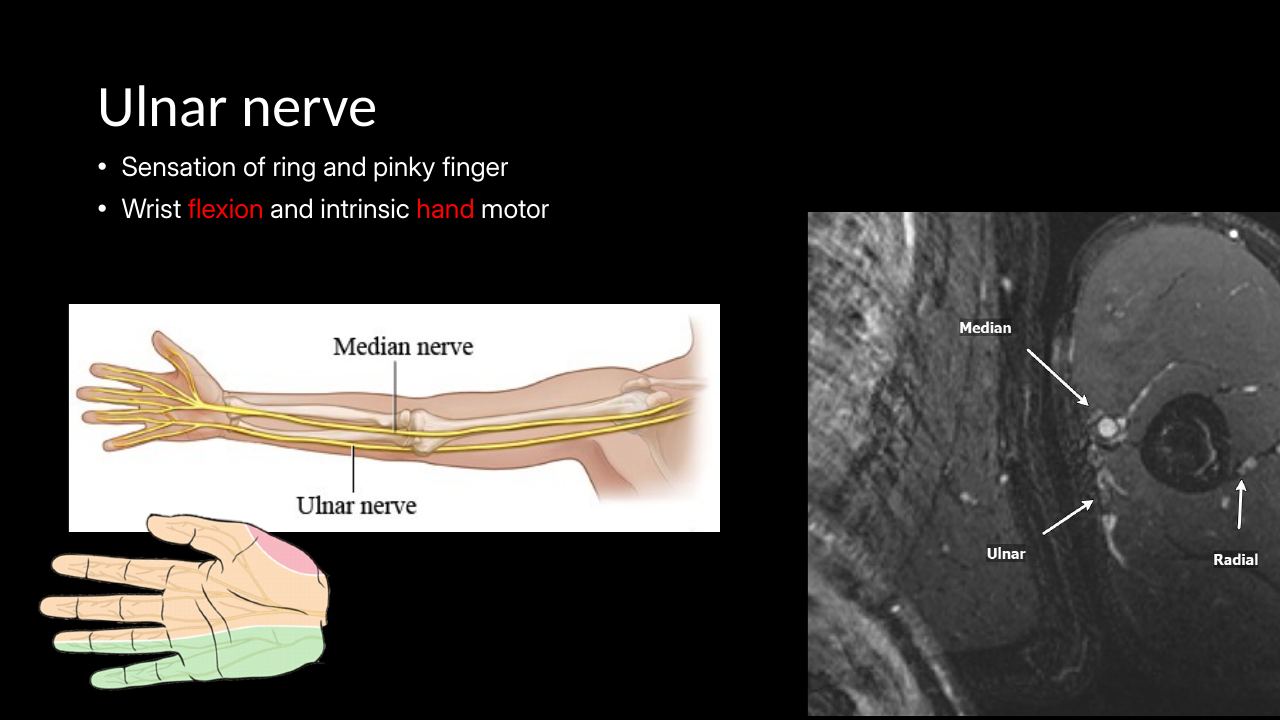 Ulnar nerve
• Sensation of ring and pinky finger
• Wrist flexion and intrinsic hand motor
Median nerve
Ulnar nerve
Median
Ulnar
Radial